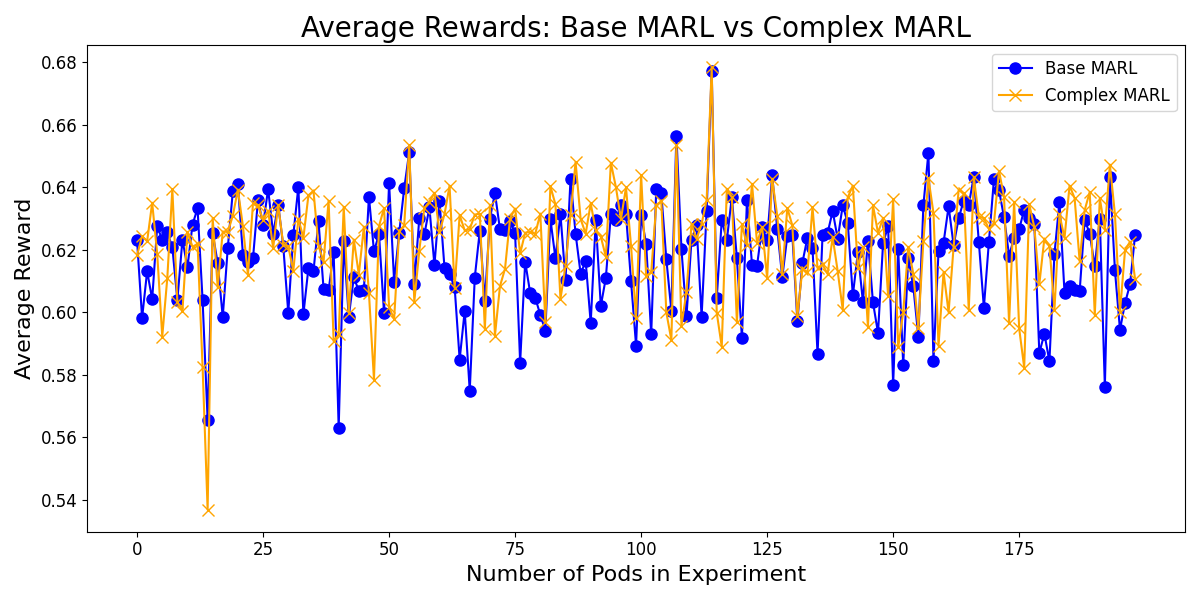 Average Rewards: Base MARL vs Complex MARL
Base MARL
Complex MARL
Average Reward
0.68
0.66
0.64
0.62
0.60
0.58
0.56
0.54
0 25 50 75 100 125 150 175
Number of Pods in Experiment